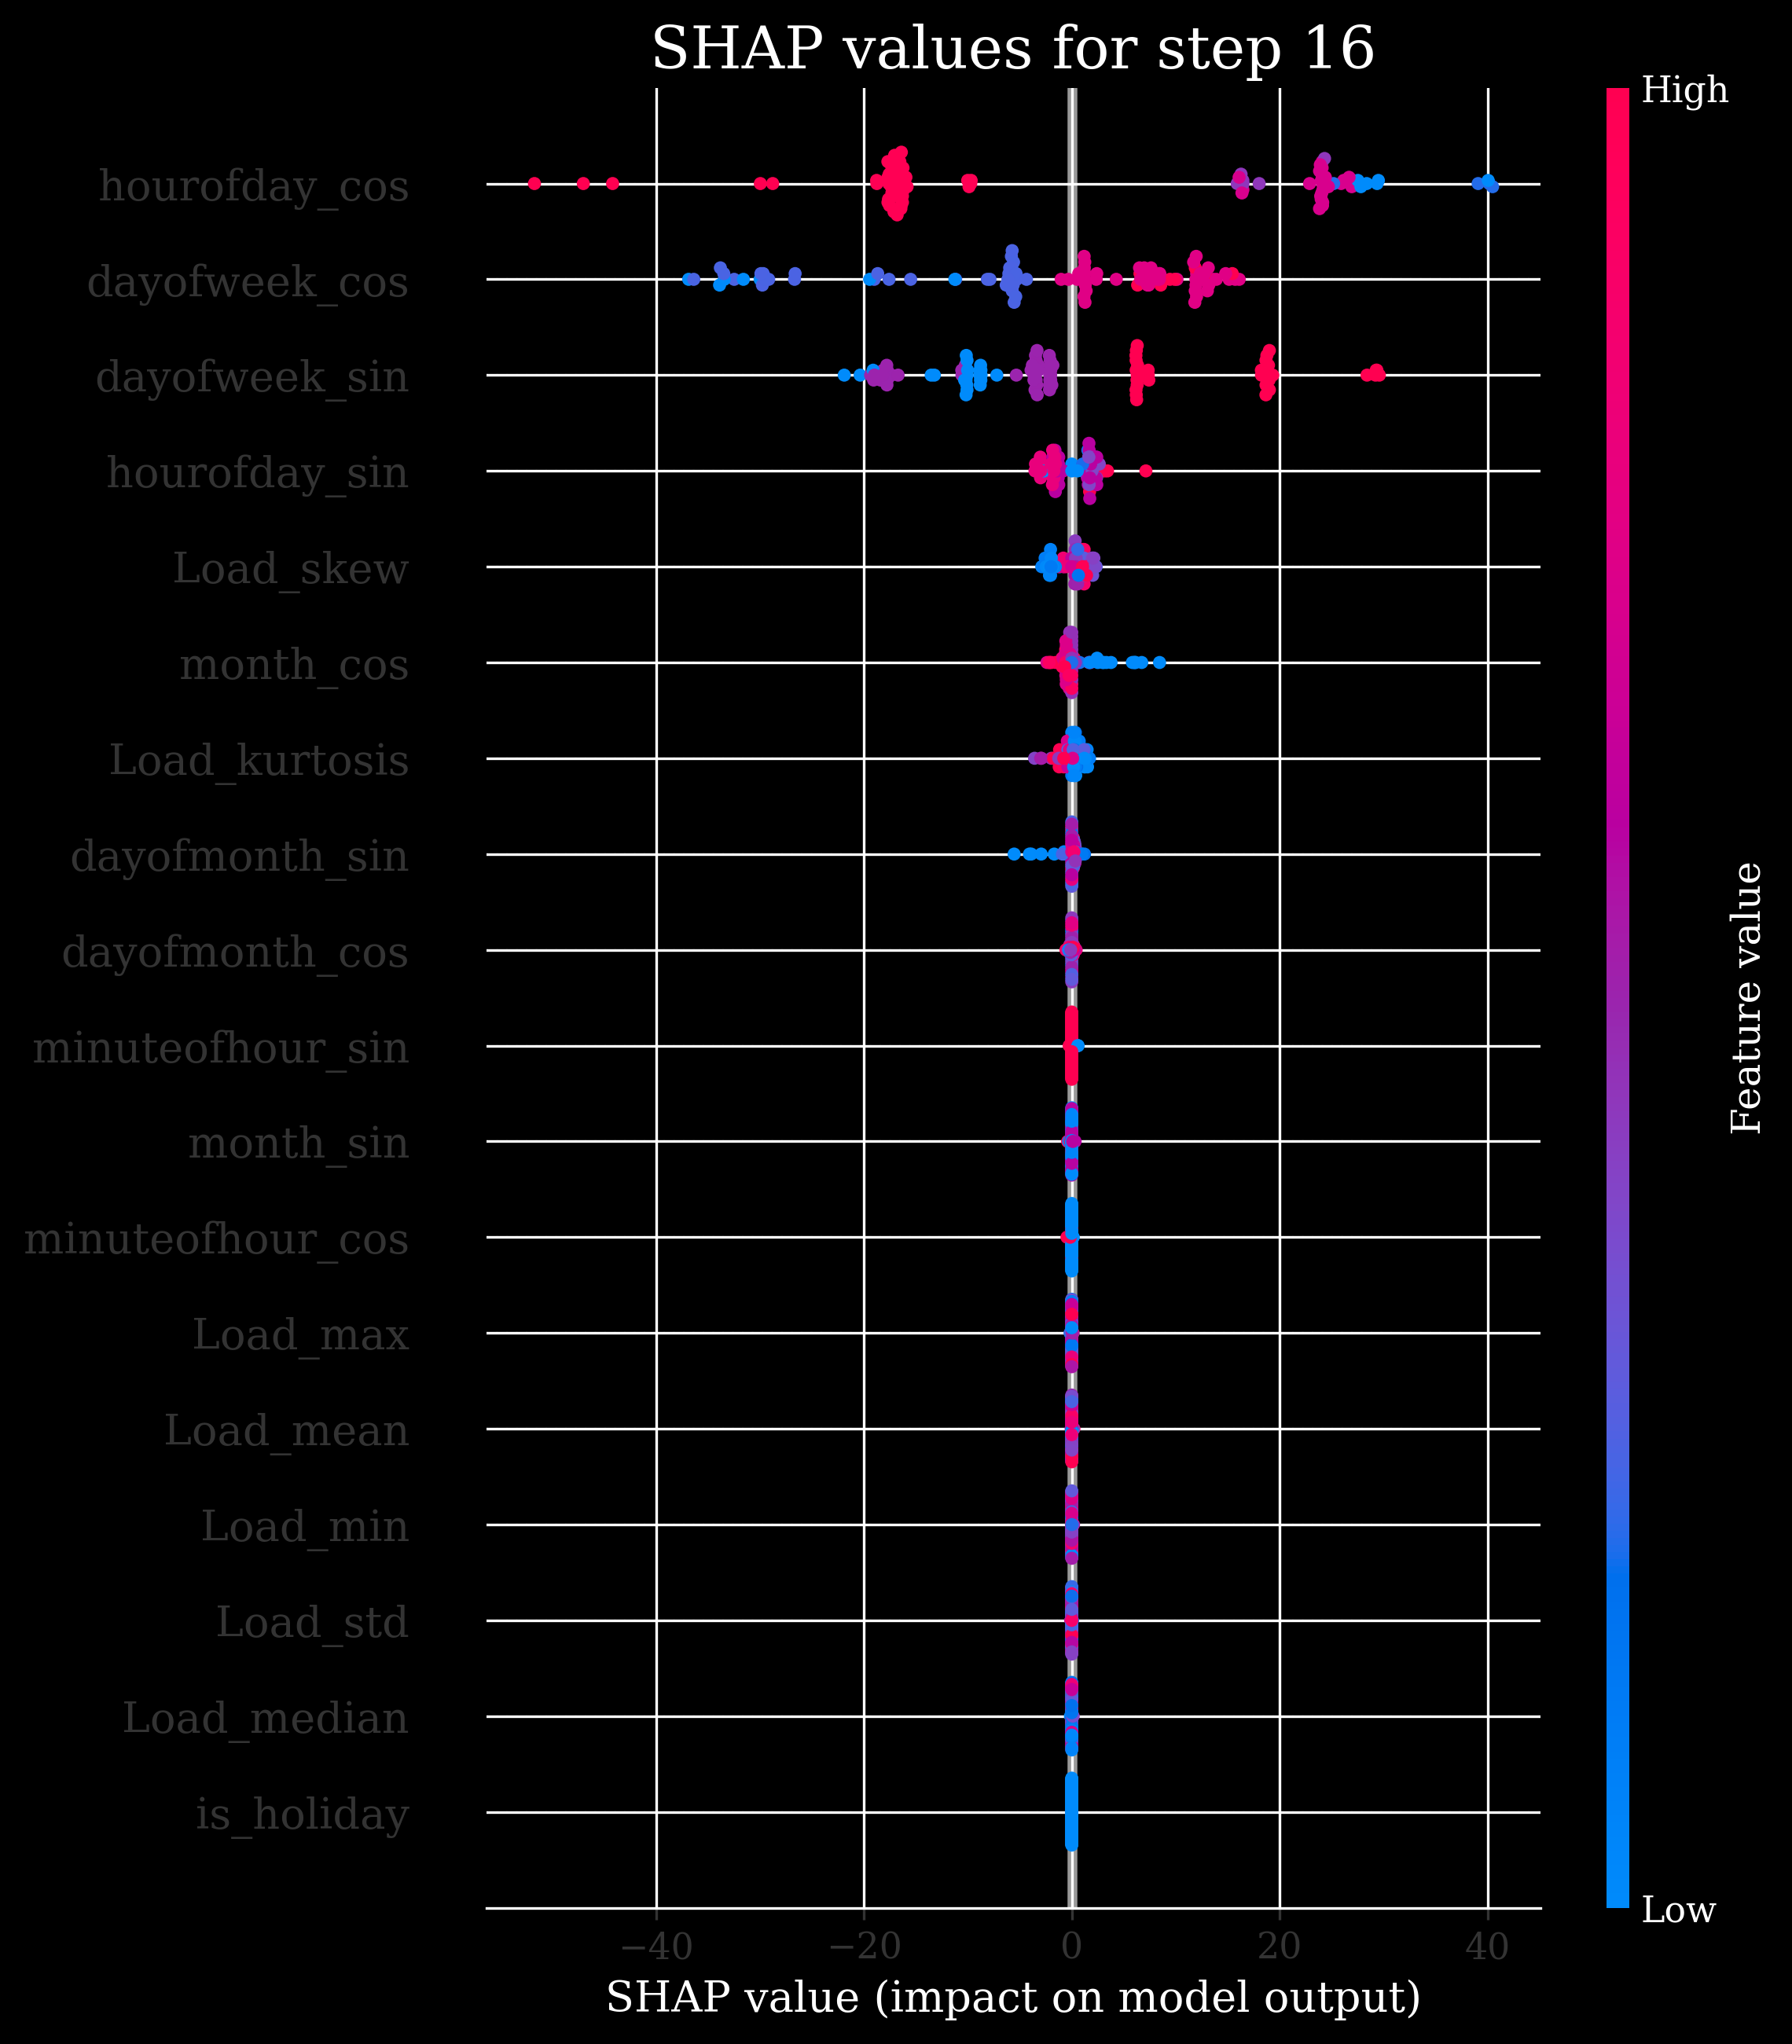 SHAP values for step 16
High
hourofday_cos
dayofweek_cos
dayofweek_sin
hourofday_sin
Load_skew
month_cos
Load_kurtosis
dayofmonth_sin
dayofmonth_cos
minuteofhour_sin
month_sin
minuteofhour_cos
Load_max
Load_mean
Load_min
Load_std
Load_median
is_holiday
Feature value
Low
−40 −20 0 20 40
SHAP value (impact on model output)